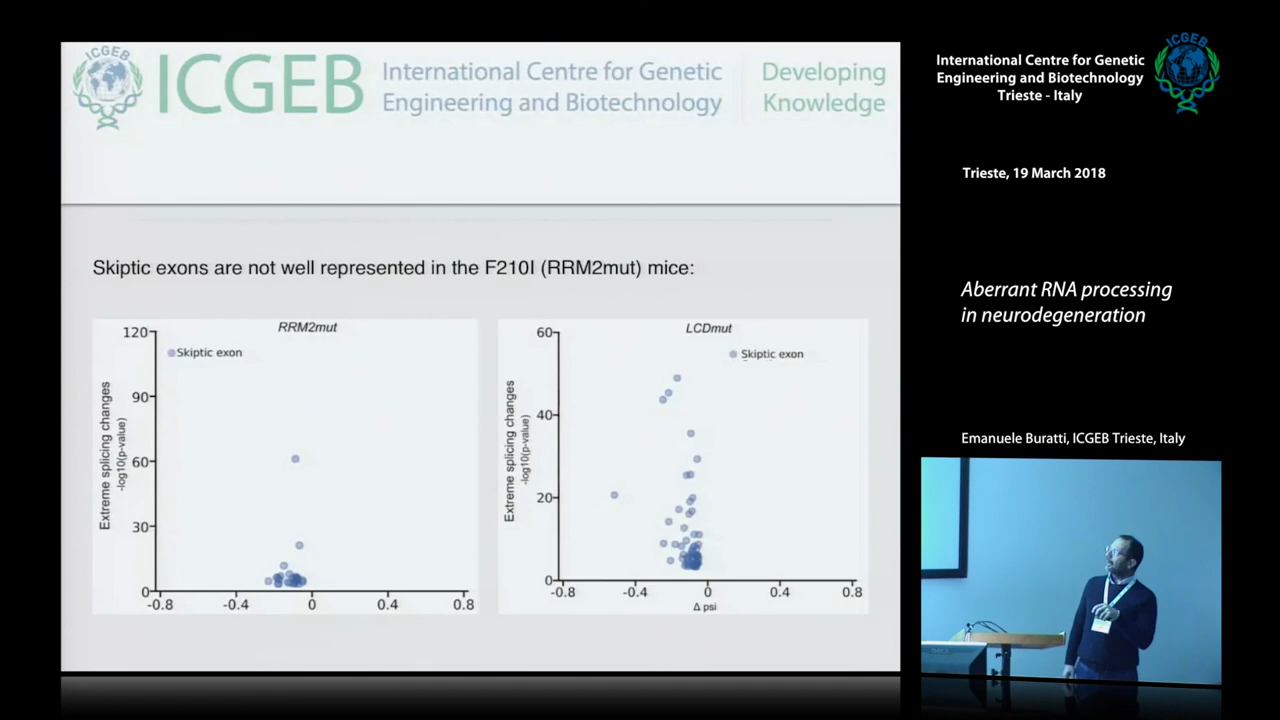 ICGEB
ICGEB
International Centre for Genetic
Engineering and Biotechnology
Developing
Knowledge
Skiptic exons are not well represented in the F210I (RRM2mut) mice:
RRM2mut
Skiptic exon
Extreme splicing changes
-log10(p-value)
120
90
60
30
0
-0.8
-0.4
0
0.4
0.8
LCDmut
Skiptic exon
Extreme splicing changes
-log10(p-value)
60
40
20
0
-0.8
-0.4
0
0.4
0.8
Δ psi
International Centre for Genetic
Engineering and Biotechnology
Trieste - Italy
ICGEB
Trieste, 19 March 2018
Aberrant RNA processing
in neurodegeneration
Emanuele Buratti, ICGEB Trieste, Italy